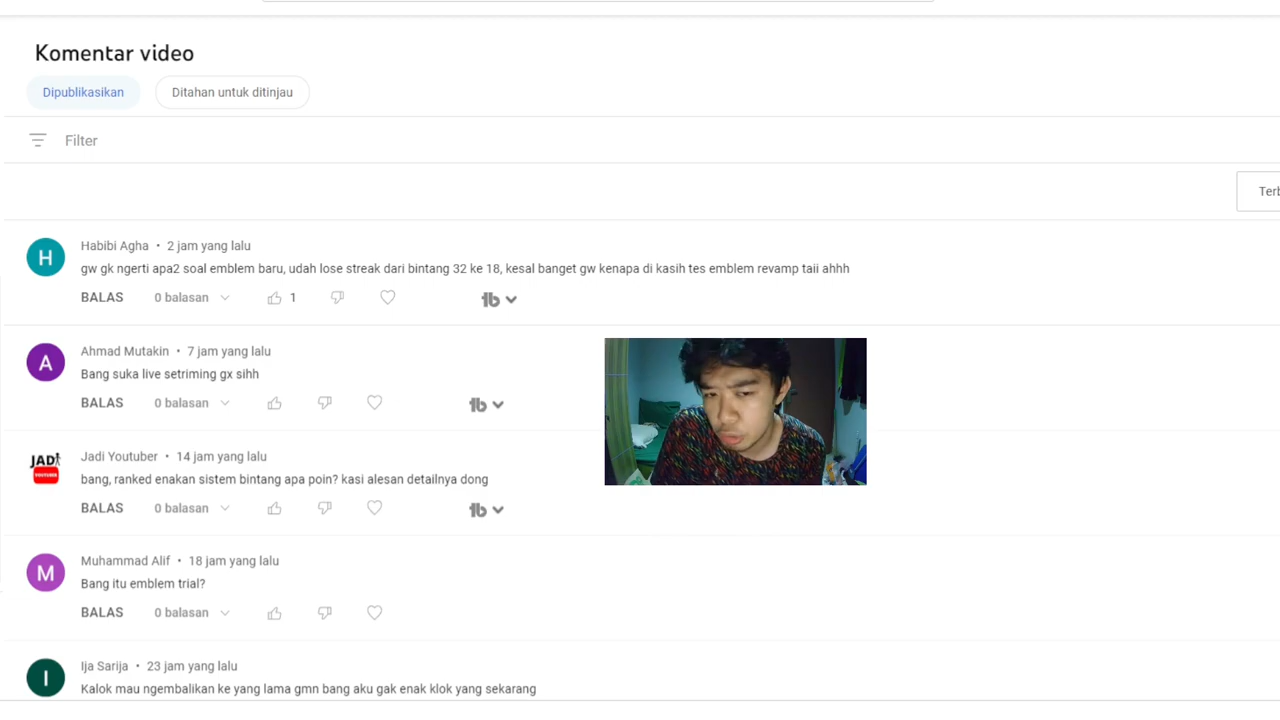 Komentar video
Dipublikasikan
Ditahan untuk ditinjau
Filter
Terb
H
Habibi Agha • 2 jam yang lalu
gw gk ngerti apa2 soal emblem baru, udah lose streak dari bintang 32 ke 18, kesal banget gw kenapa di kasih tes emblem revamp taii ahhh
BALAS 0 balasan 1
A
Ahmad Mutakin • 7 jam yang lalu
Bang suka live setriming gx sihh
BALAS 0 balasan
JADI
YOUTUBER
Jadi Youtuber • 14 jam yang lalu
bang, ranked enakan sistem bintang apa poin? kasi alesan detailnya dong
BALAS 0 balasan
M
Muhammad Alif • 18 jam yang lalu
Bang itu emblem trial?
BALAS 0 balasan
I
Ija Sarija • 23 jam yang lalu
Kalok mau ngembalikan ke yang lama gmn bang aku gak enak klok yang sekarang